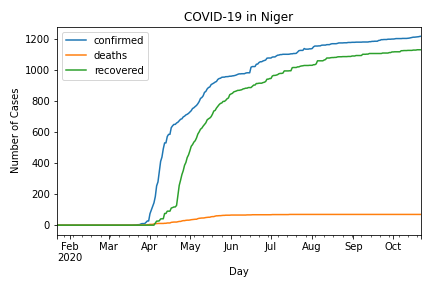 COVID-19 in Niger
confirmed
deaths
recovered
Number of Cases
1200
1000
800
600
400
200
0
Feb Mar Apr May Jun Jul Aug Sep Oct
2020
Day